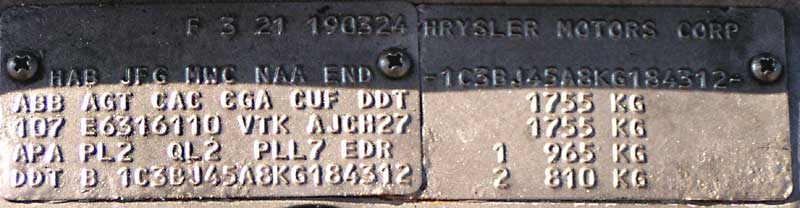 F 3 21 190324
HAB JFG MWC NAA END
ABB AGT CAC CGA CUF DDT
107 E6316110 VTK AJCH27
APA PL2 QL2 PLL7 EDR
DDT B 1C3BJ45A8KG184312
HRYSLER MOTORS CORP
-1C3BJ45A8KG184312-
1755 KG
1755 KG
1 965 KG
2 810 KG